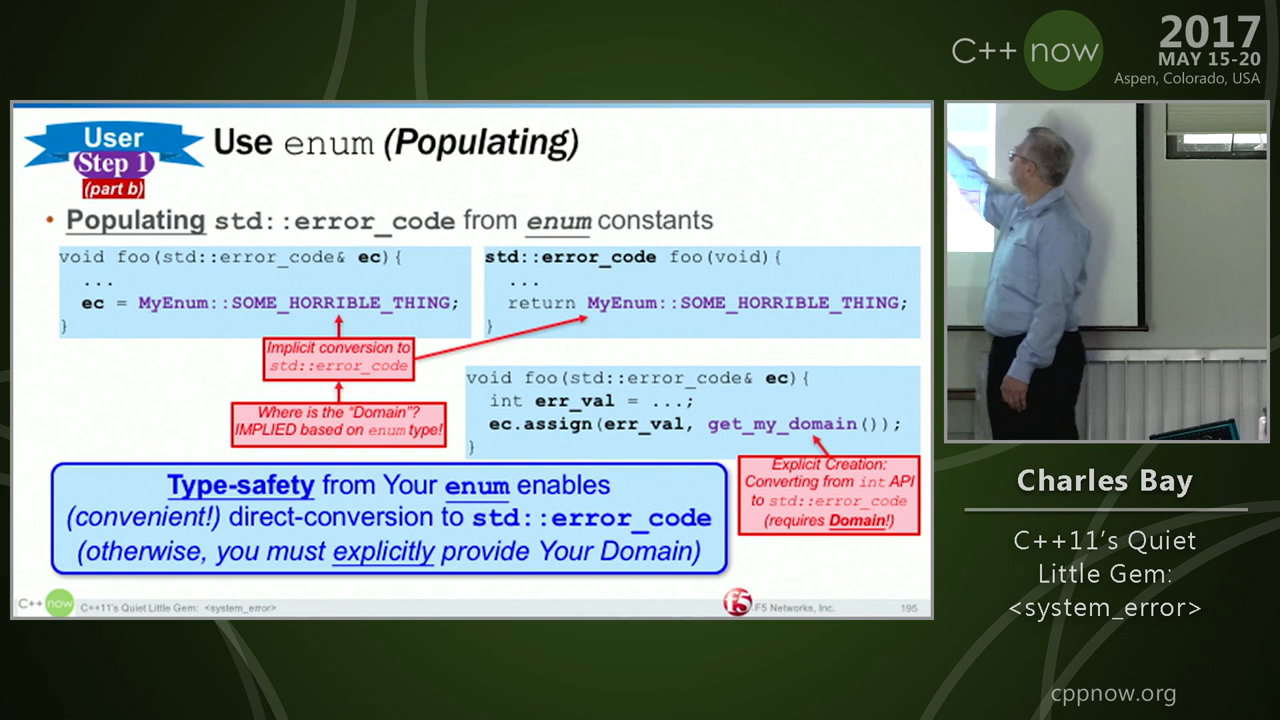 C++ now
2017
MAY 15-20
Aspen, Colorado, USA
User
Step 1
(part b)
Use enum (Populating)
• Populating std::error_code from enum constants
void foo(std::error_code& ec){
...
ec = MyEnum::SOME_HORRIBLE_THING;
}
std::error_code foo(void){
...
return MyEnum::SOME_HORRIBLE_THING;
}
Implicit conversion to
std::error_code
Where is the "Domain"?
IMPLIED based on enum type!
void foo(std::error_code& ec){
int err_val = ...;
ec.assign(err_val, get_my_domain());
}
Explicit Creation:
Converting from int API
to std::error_code
(requires Domain!)
Type-safety from Your enum enables
(convenient!) direct-conversion to std::error_code
(otherwise, you must explicitly provide Your Domain)
C++ now
C++11's Quiet Little Gem: <system_error>
F5 Networks, Inc.
195
Charles Bay
C++11's Quiet
Little Gem:
<system_error>
cppnow.org